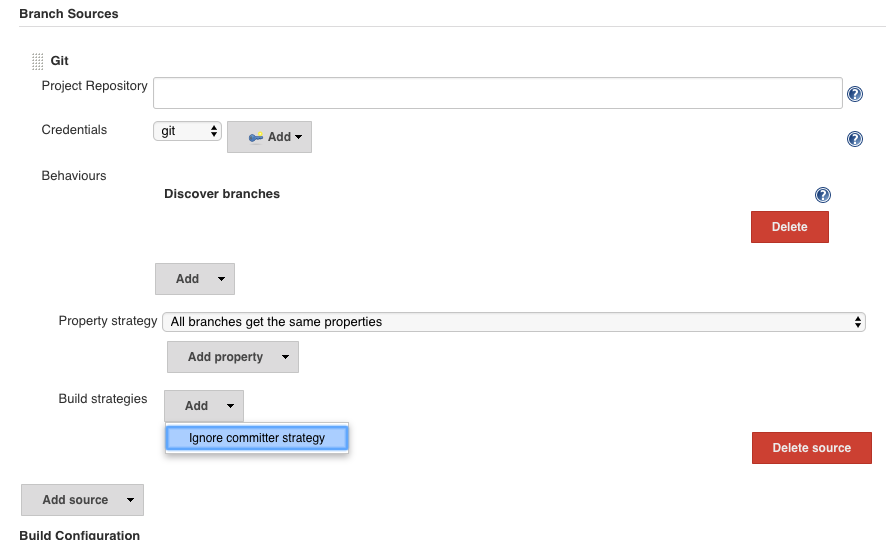 Branch Sources
Git
Project Repository
?
Credentials
git
Add
?
Behaviours
Discover branches
?
Delete
Add
Property strategy
All branches get the same properties
Add property
Build strategies
Add
Ignore committer strategy
Delete source
Add source
Build Configuration